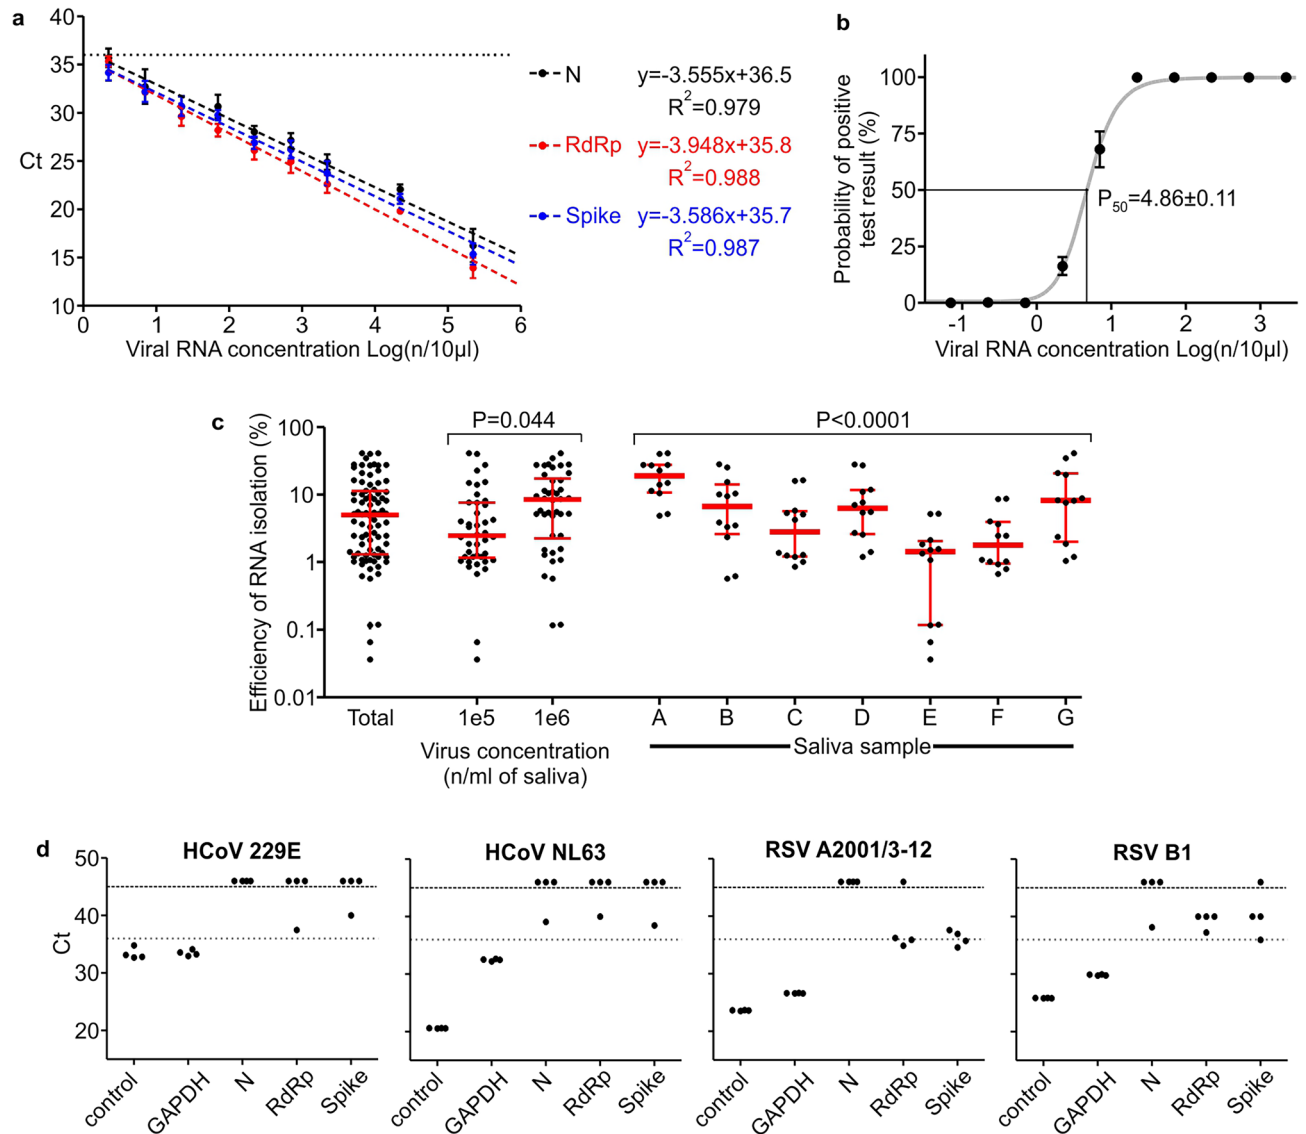 a
40
35
30
25
20
15
10
Ct
0 1 2 3 4 5 6
Viral RNA concentration Log(n/10µl)
N y=-3.555x+36.5
R²=0.979
RdRp y=-3.948x+35.8
R²=0.988
Spike y=-3.586x+35.7
R²=0.987
b
Probability of positive
test result (%)
100
75
50
25
0
P₅₀=4.86±0.11
-1 0 1 2 3
Viral RNA concentration Log(n/10µl)
c
Efficiency of RNA isolation (%)
100
10
1
0.1
0.01
P=0.044
P<0.0001
Total 1e5 1e6 A B C D E F G
Virus concentration
(n/ml of saliva)
Saliva sample
d
HCoV 229E
HCoV NL63
RSV A2001/3-12
RSV B1
Ct
50
40
30
20
control GAPDH N RdRp Spike
control GAPDH N RdRp Spike
control GAPDH N RdRp Spike
control GAPDH N RdRp Spike